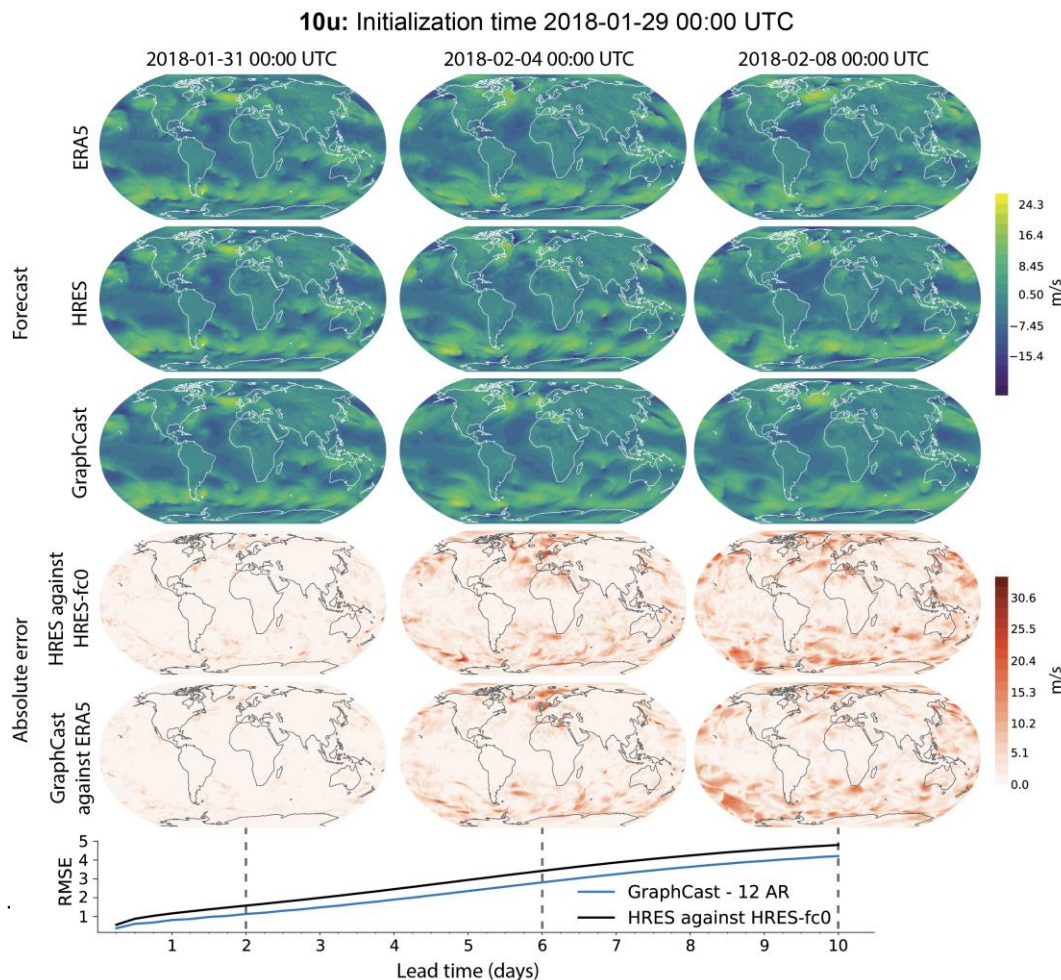 10u: Initialization time 2018-01-29 00:00 UTC
2018-01-31 00:00 UTC
2018-02-04 00:00 UTC
2018-02-08 00:00 UTC
Forecast
ERA5
HRES
GraphCast
24.3
16.4
8.45
0.50
−7.45
−15.4
m/s
Absolute error
HRES against
HRES-fc0
GraphCast
against ERA5
30.6
25.5
20.4
15.3
10.2
5.1
0.0
m/s
RMSE
5
4
3
2
1
GraphCast - 12 AR
HRES against HRES-fc0
1 2 3 4 5 6 7 8 9 10
Lead time (days)